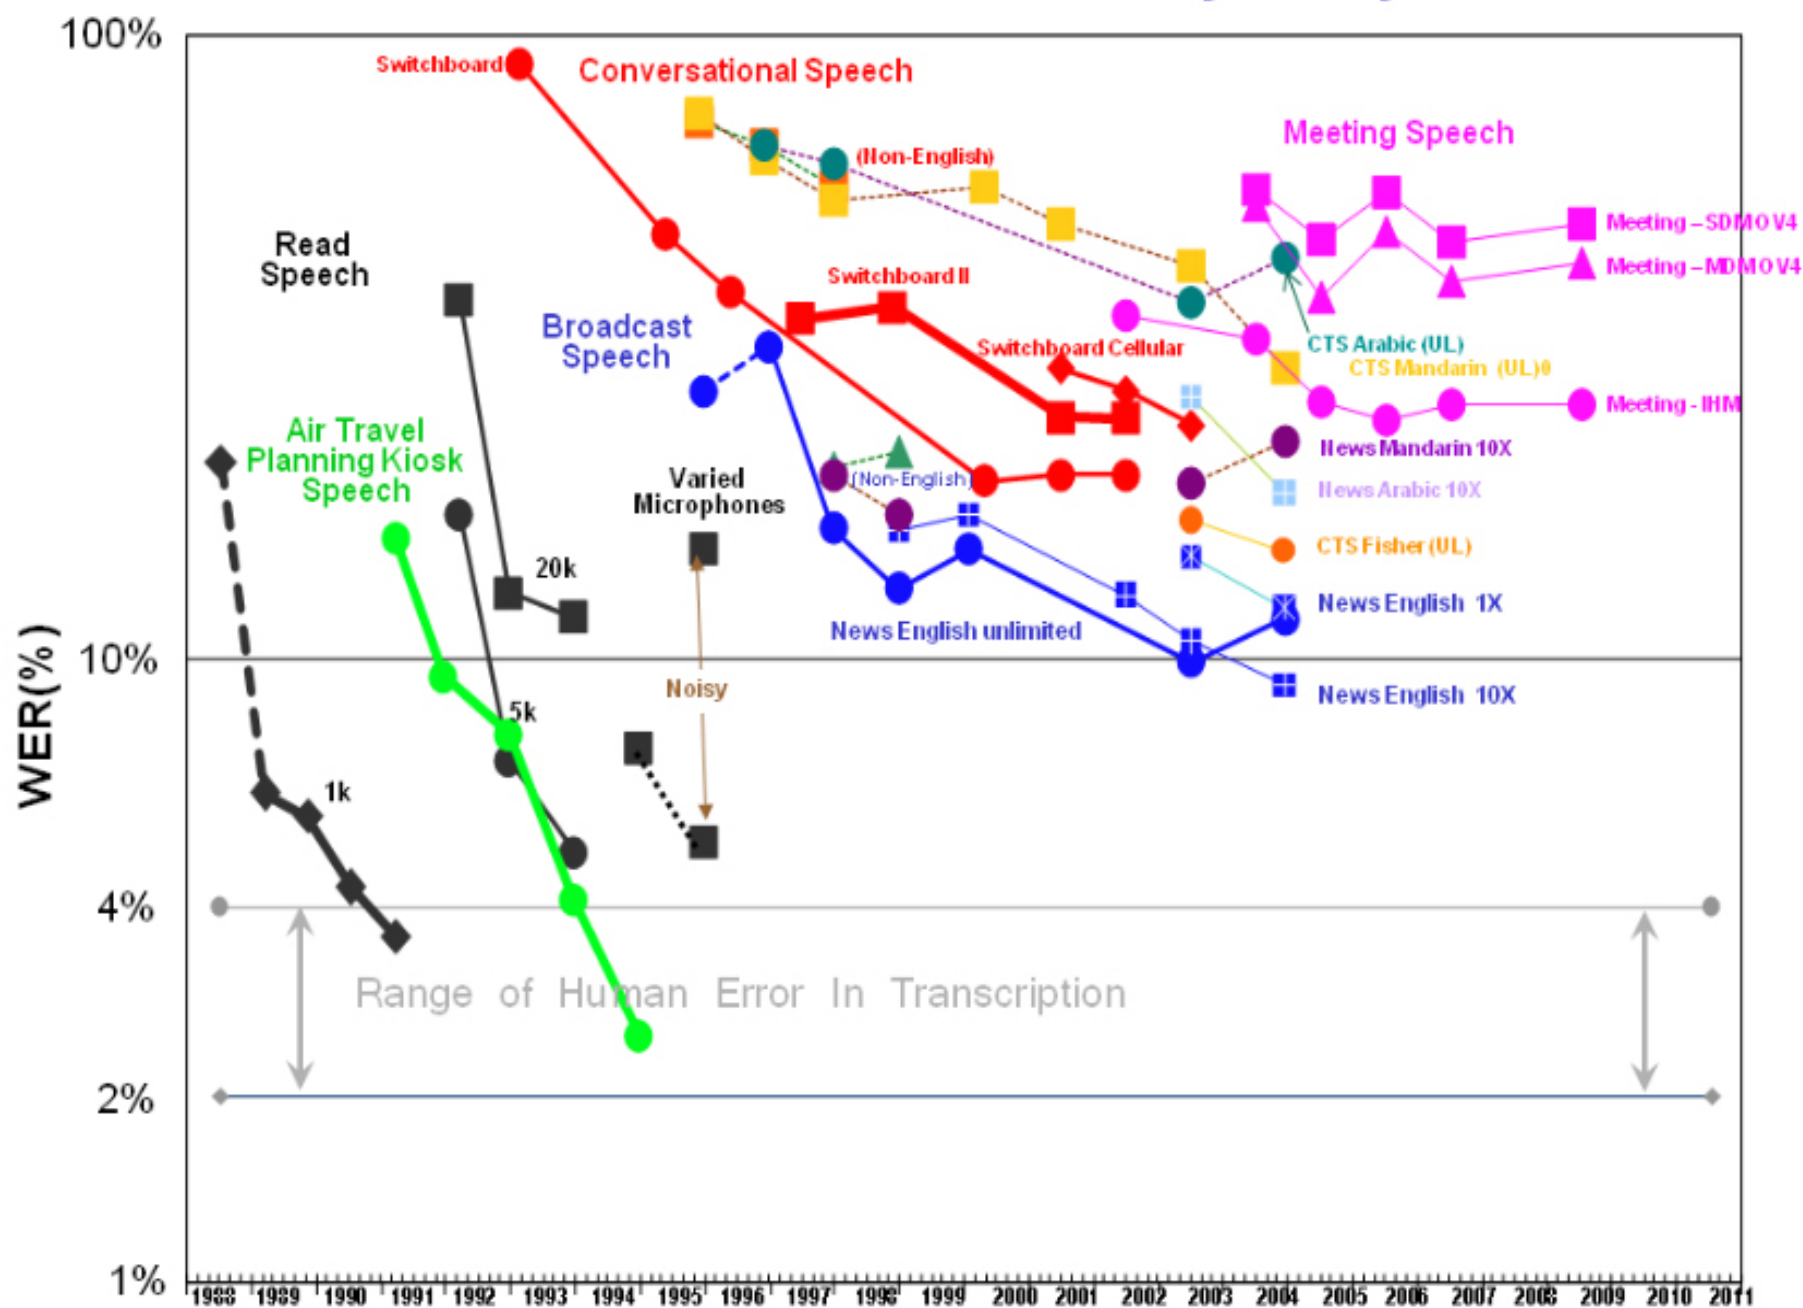 100%
Switchboard
Conversational Speech
Meeting Speech
(Non-English)
Meeting – SDM OV4
Read
Speech
Switchboard II
Meeting – MDM OV4
Broadcast
Speech
Switchboard Cellular
CTS Arabic (UL)
CTS Mandarin (UL)0
Meeting - IHM
Air Travel
Planning Kiosk
Speech
News Mandarin 10X
Varied
Microphones
(Non-English)
News Arabic 10X
CTS Fisher (UL)
20k
News English 1X
News English unlimited
WER(%)
10%
Noisy
News English 10X
5k
1k
4%
Range of Human Error In Transcription
2%
1%
1988 1989 1990 1991 1992 1993 1994 1995 1996 1997 1998 1999 2000 2001 2002 2003 2004 2005 2006 2007 2008 2009 2010 2011